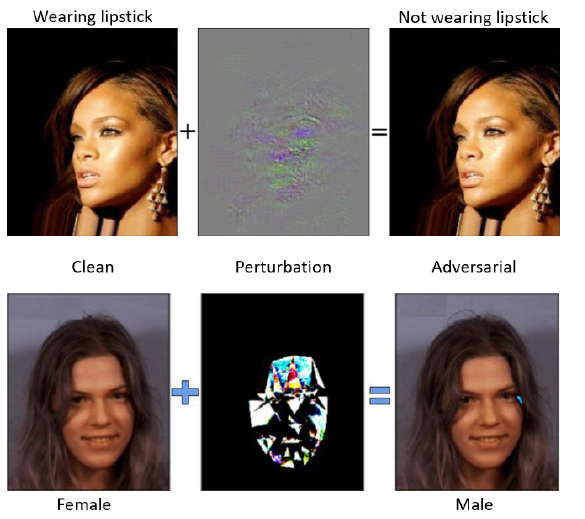 Wearing lipstick
Not wearing lipstick
+
=
Clean
Perturbation
Adversarial
+
=
Female
Male